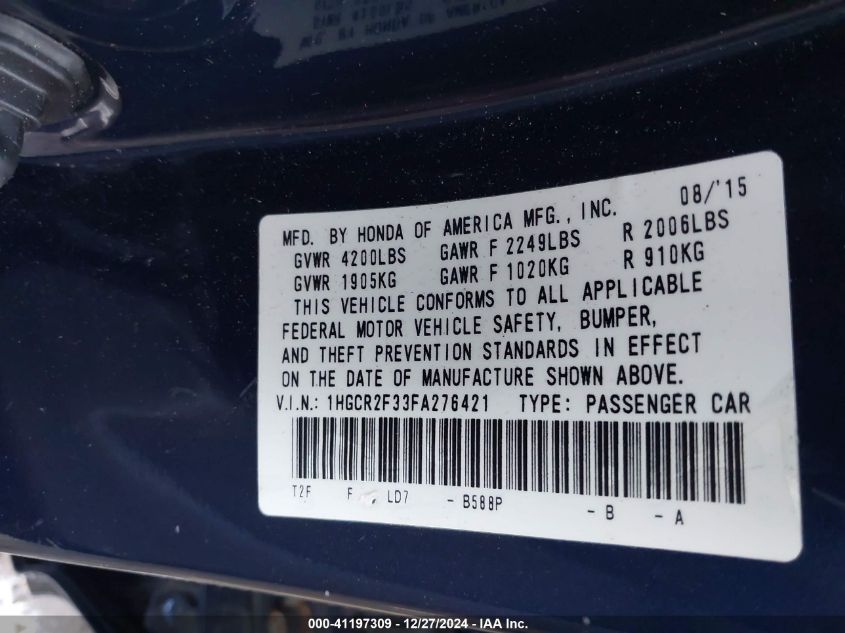 08/'15
MFD. BY HONDA OF AMERICA MFG., INC.
GVWR 4200LBS GAWR F 2249LBS R 2006LBS
GVWR 1905KG GAWR F 1020KG R 910KG
THIS VEHICLE CONFORMS TO ALL APPLICABLE
FEDERAL MOTOR VEHICLE SAFETY, BUMPER,
AND THEFT PREVENTION STANDARDS IN EFFECT
ON THE DATE OF MANUFACTURE SHOWN ABOVE.
V.I.N.: 1HGCR2F33FA276421 TYPE: PASSENGER CAR
T2F F LD7 - B588P - B - A
000-41197309 — 12/27/2024 — IAA Inc.